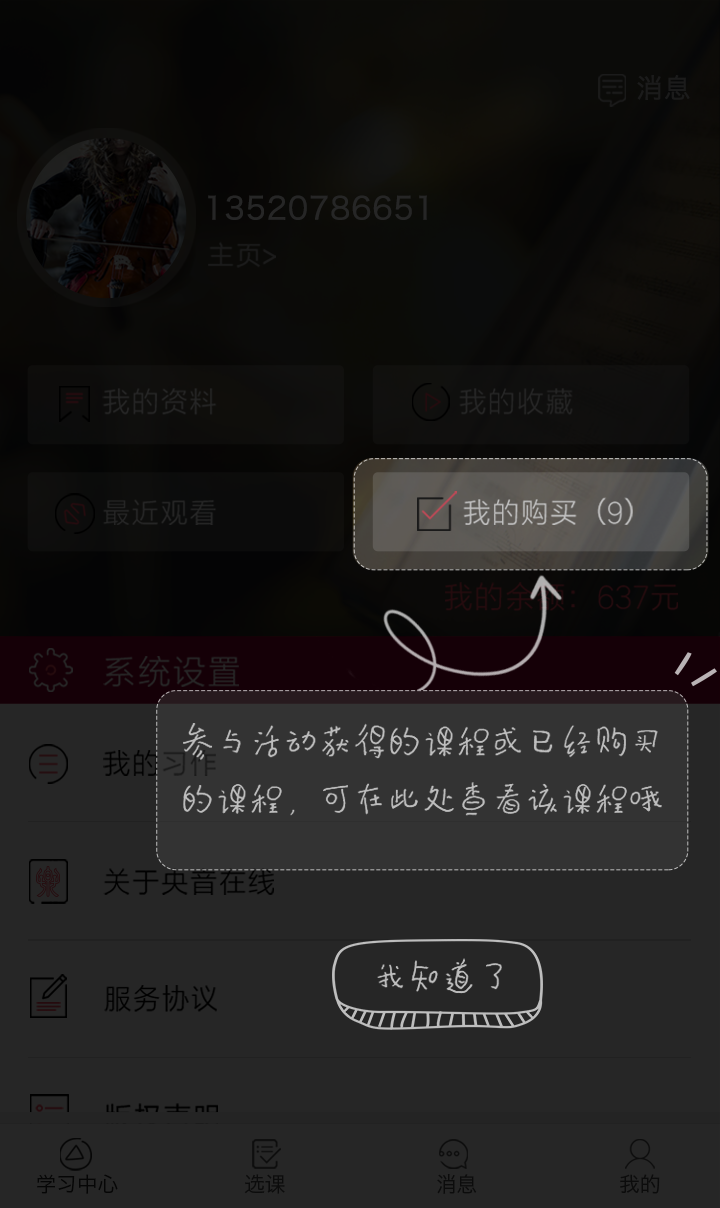 消息
13520786651
主页>
我的资料
我的收藏
最近观看
我的购买（9）
我的余额：637元
系统设置
我的习作
参与活动获得的课程或已经购买
的课程，可在此处查看该课程哦
关于央音在线
我知道了
服务协议
版权声明
学习中心
选课
消息
我的